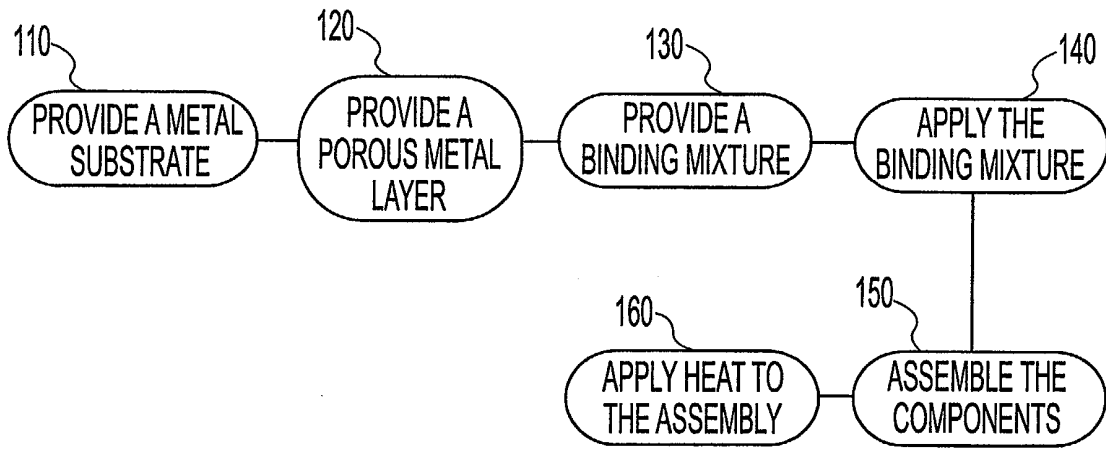 110
PROVIDE A METAL
SUBSTRATE
120
PROVIDE A
POROUS METAL
LAYER
130
PROVIDE A
BINDING MIXTURE
140
APPLY THE
BINDING MIXTURE
150
ASSEMBLE THE
COMPONENTS
160
APPLY HEAT TO
THE ASSEMBLY